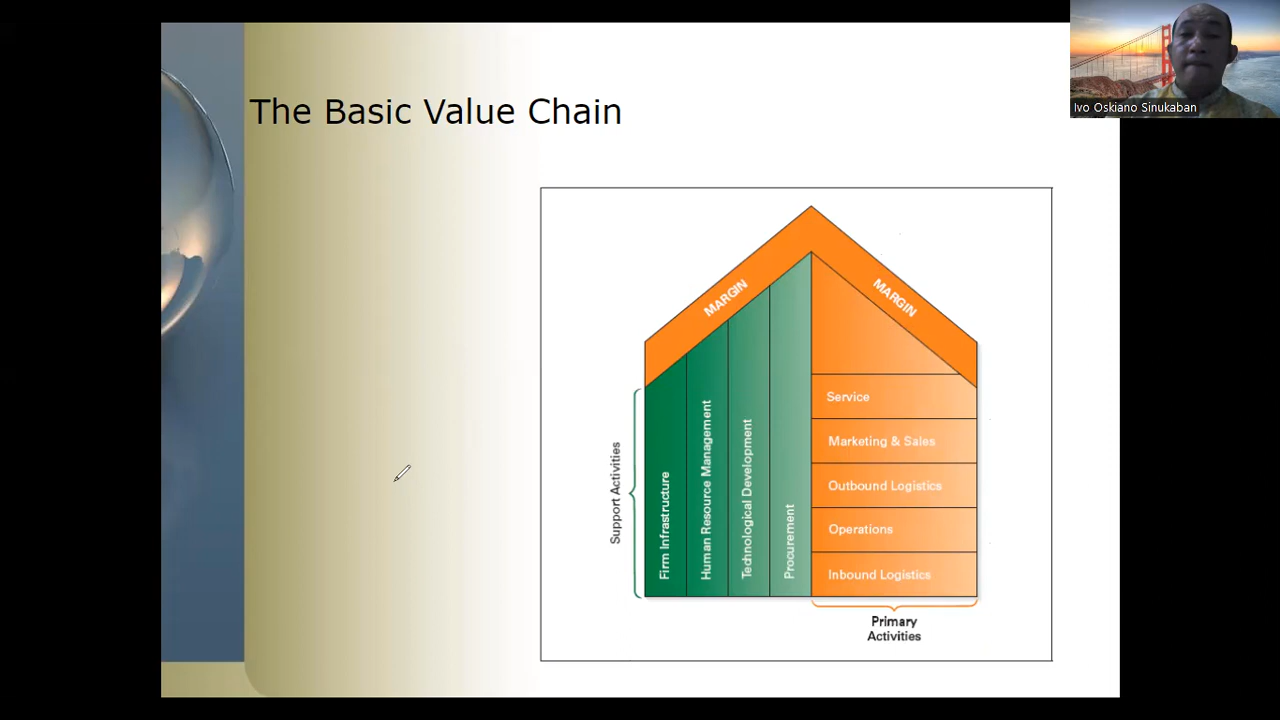 Ivo Oskiano Sinukaban
The Basic Value Chain
MARGIN
MARGIN
Support Activities
Firm Infrastructure
Human Resource Management
Technological Development
Procurement
Service
Marketing & Sales
Outbound Logistics
Operations
Inbound Logistics
Primary
Activities